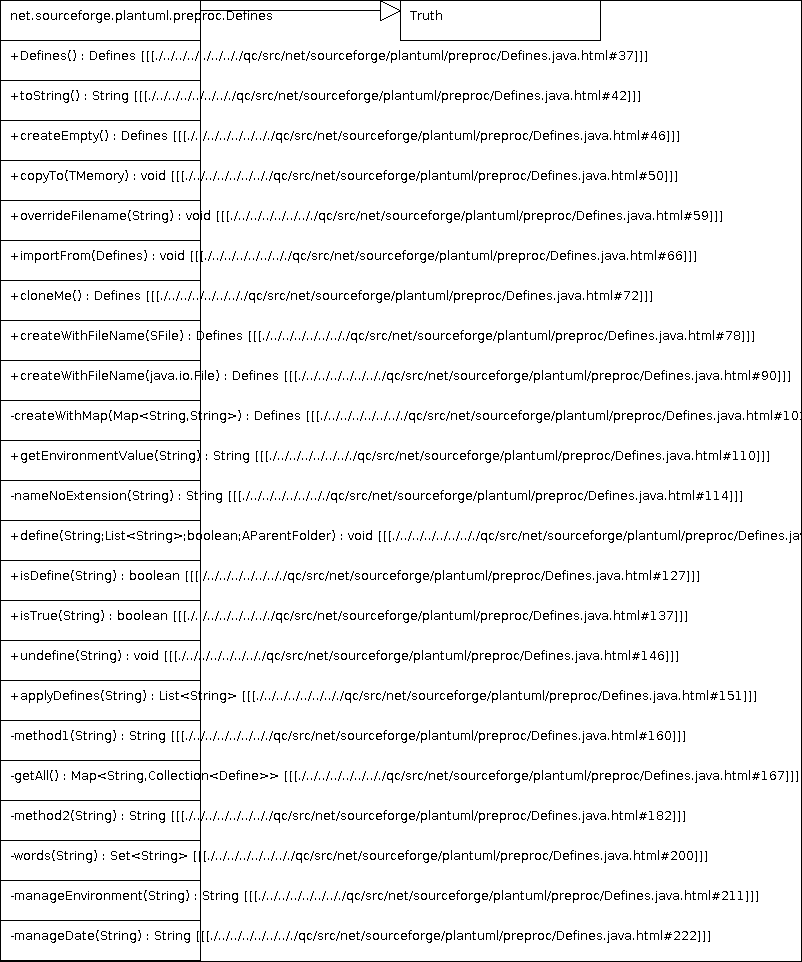 net.sourceforge.plantuml.preproc.Defines
Truth
+Defines() : Defines [[[./../../../../../../../qc/src/net/sourceforge/plantuml/preproc/Defines.java.html#37]]]
+toString() : String [[[./../../../../../../../qc/src/net/sourceforge/plantuml/preproc/Defines.java.html#42]]]
+createEmpty() : Defines [[[./../../../../../../../qc/src/net/sourceforge/plantuml/preproc/Defines.java.html#46]]]
+copyTo(TMemory) : void [[[./../../../../../../../qc/src/net/sourceforge/plantuml/preproc/Defines.java.html#50]]]
+overrideFilename(String) : void [[[./../../../../../../../qc/src/net/sourceforge/plantuml/preproc/Defines.java.html#59]]]
+importFrom(Defines) : void [[[./../../../../../../../qc/src/net/sourceforge/plantuml/preproc/Defines.java.html#66]]]
+cloneMe() : Defines [[[./../../../../../../../qc/src/net/sourceforge/plantuml/preproc/Defines.java.html#72]]]
+createWithFileName(SFile) : Defines [[[./../../../../../../../qc/src/net/sourceforge/plantuml/preproc/Defines.java.html#78]]]
+createWithFileName(java.io.File) : Defines [[[./../../../../../../../qc/src/net/sourceforge/plantuml/preproc/Defines.java.html#90]]]
-createWithMap(Map<String,String>) : Defines [[[./../../../../../../../qc/src/net/sourceforge/plantuml/preproc/Defines.java.html#101
+getEnvironmentValue(String) : String [[[./../../../../../../../qc/src/net/sourceforge/plantuml/preproc/Defines.java.html#110]]]
-nameNoExtension(String) : String [[[./../../../../../../../qc/src/net/sourceforge/plantuml/preproc/Defines.java.html#114]]]
+define(String;List<String>;boolean;AParentFolder) : void [[[./../../../../../../../qc/src/net/sourceforge/plantuml/preproc/Defines.jav
+isDefine(String) : boolean [[[./../../../../../../../qc/src/net/sourceforge/plantuml/preproc/Defines.java.html#127]]]
+isTrue(String) : boolean [[[./../../../../../../../qc/src/net/sourceforge/plantuml/preproc/Defines.java.html#137]]]
+undefine(String) : void [[[./../../../../../../../qc/src/net/sourceforge/plantuml/preproc/Defines.java.html#146]]]
+applyDefines(String) : List<String> [[[./../../../../../../../qc/src/net/sourceforge/plantuml/preproc/Defines.java.html#151]]]
-method1(String) : String [[[./../../../../../../../qc/src/net/sourceforge/plantuml/preproc/Defines.java.html#160]]]
-getAll() : Map<String,Collection<Define>> [[[./../../../../../../../qc/src/net/sourceforge/plantuml/preproc/Defines.java.html#167]]]
-method2(String) : String [[[./../../../../../../../qc/src/net/sourceforge/plantuml/preproc/Defines.java.html#182]]]
-words(String) : Set<String> [[[./../../../../../../../qc/src/net/sourceforge/plantuml/preproc/Defines.java.html#200]]]
-manageEnvironment(String) : String [[[./../../../../../../../qc/src/net/sourceforge/plantuml/preproc/Defines.java.html#211]]]
-manageDate(String) : String [[[./../../../../../../../qc/src/net/sourceforge/plantuml/preproc/Defines.java.html#222]]]